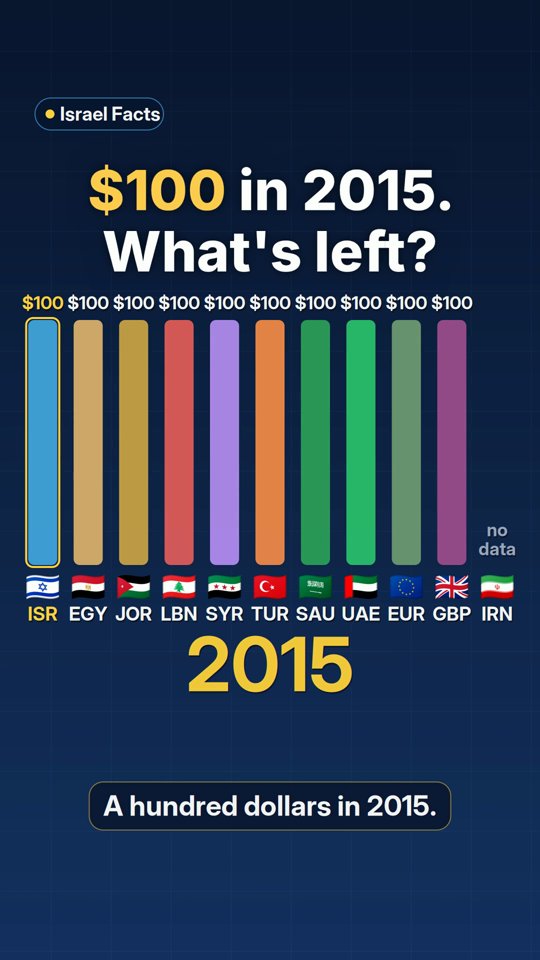 Israel Facts
$100 in 2015.
What's left?
$100 $100 $100 $100 $100 $100 $100 $100 $100 $100
no
data
ISR EGY JOR LBN SYR TUR SAU UAE EUR GBP IRN
2015
A hundred dollars in 2015.